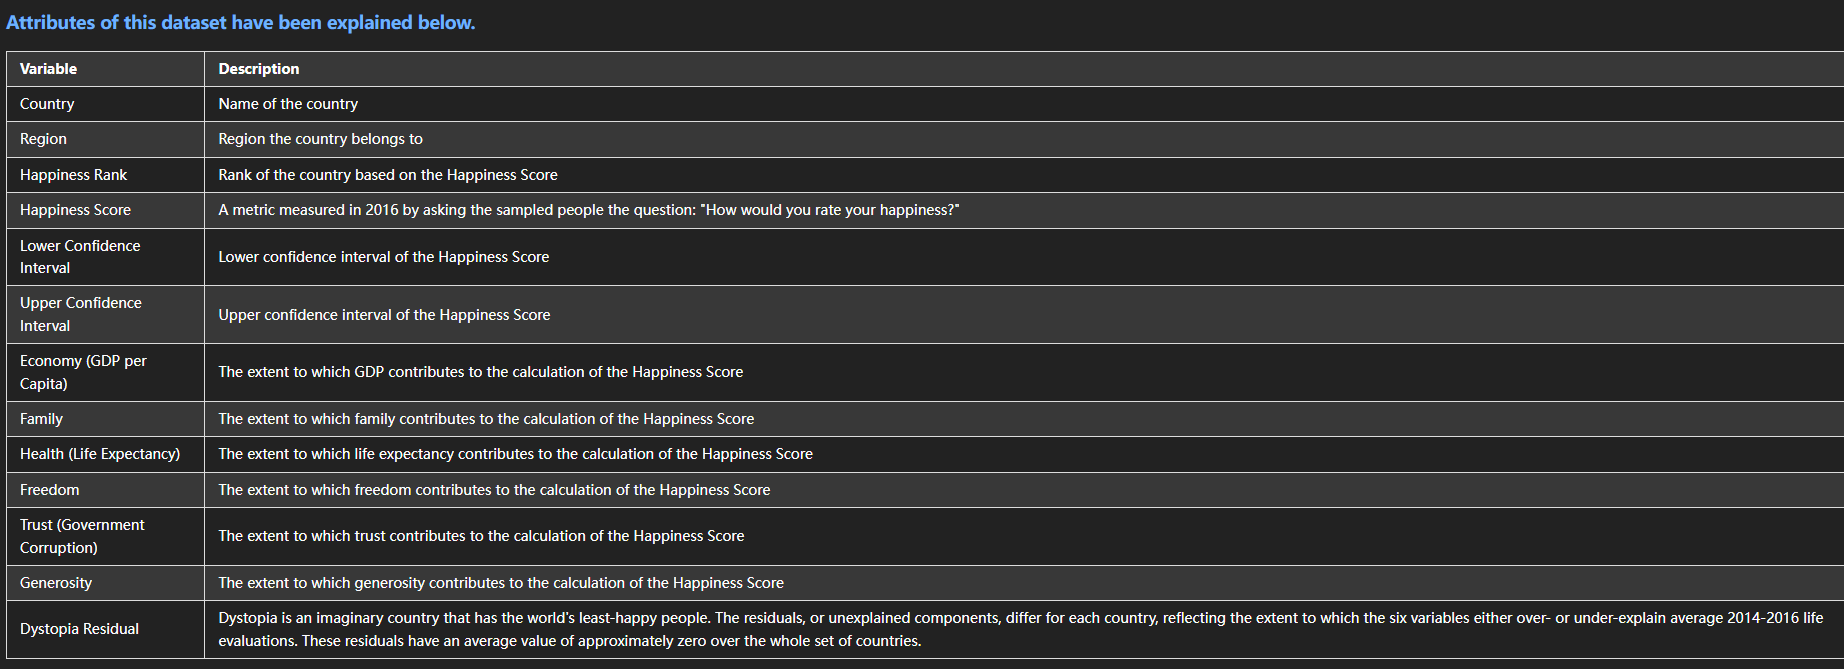 Attributes of this dataset have been explained below.
Variable Description
Country Name of the country
Region Region the country belongs to
Happiness Rank Rank of the country based on the Happiness Score
Happiness Score A metric measured in 2016 by asking the sampled people the question: "How would you rate your happiness?"
Lower Confidence
Interval
Lower confidence interval of the Happiness Score
Upper Confidence
Interval
Upper confidence interval of the Happiness Score
Economy (GDP per
Capita)
The extent to which GDP contributes to the calculation of the Happiness Score
Family The extent to which family contributes to the calculation of the Happiness Score
Health (Life Expectancy) The extent to which life expectancy contributes to the calculation of the Happiness Score
Freedom The extent to which freedom contributes to the calculation of the Happiness Score
Trust (Government
Corruption)
The extent to which trust contributes to the calculation of the Happiness Score
Generosity The extent to which generosity contributes to the calculation of the Happiness Score
Dystopia Residual
Dystopia is an imaginary country that has the world's least-happy people. The residuals, or unexplained components, differ for each country, reflecting the extent to which the six variables either over- or under-explain average 2014-2016 life
evaluations. These residuals have an average value of approximately zero over the whole set of countries.